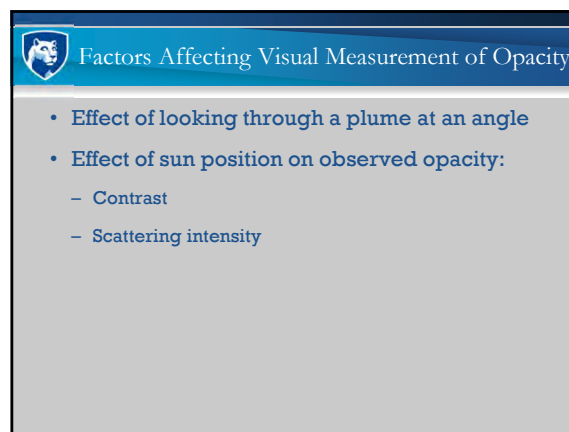 Factors Affecting Visual Measurement of Opacity
• Effect of looking through a plume at an angle
• Effect of sun position on observed opacity:
– Contrast
– Scattering intensity